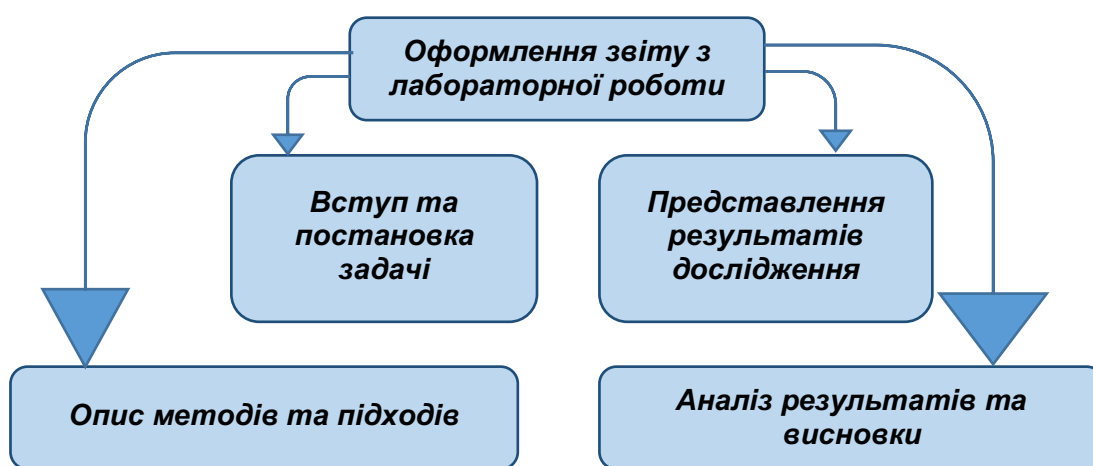 Оформлення звіту з
лабораторної роботи
Вступ та
постановка
задачі
Представлення
результатів
дослідження
Опис методів та підходів
Аналіз результатів та
висновки